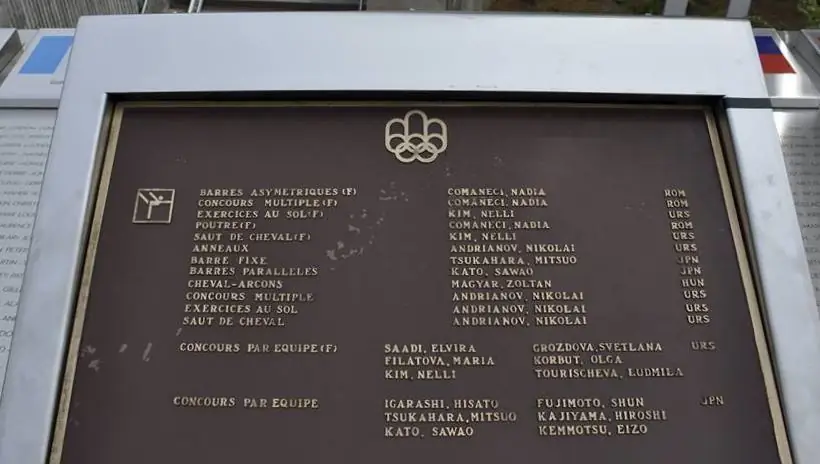 BARRES ASYMETRIQUES (F) COMANECI, NADIA ROM
CONCOURS MULTIPLE (F) COMANECI, NADIA ROM
EXERCICES AU SOL (F) KIM, NELLI URS
POUTRE (F) COMANECI, NADIA ROM
SAUT DE CHEVAL (F) KIM, NELLI URS
ANNEAUX ANDRIANOV, NIKOLAI URS
BARRE FIXE TSUKAHARA, MITSUO JPN
BARRES PARALLELES KATO, SAWAO JPN
CHEVAL-ARCONS MAGYAR, ZOLTAN HUN
CONCOURS MULTIPLE ANDRIANOV, NIKOLAI URS
EXERCICES AU SOL ANDRIANOV, NIKOLAI URS
SAUT DE CHEVAL ANDRIANOV, NIKOLAI URS
CONCOURS PAR EQUIPE (F) SAADI, ELVIRA GROZDOVA, SVETLANA URS
FILATOVA, MARIA KORBUT, OLGA
KIM, NELLI TOURISCHEVA, LUDMILA
CONCOURS PAR EQUIPE IGARASHI, HISATO FUJIMOTO, SHUN JPN
TSUKAHARA, MITSUO KAJIYAMA, HIROSHI
KATO, SAWAO KEMMOTSU, EIZO